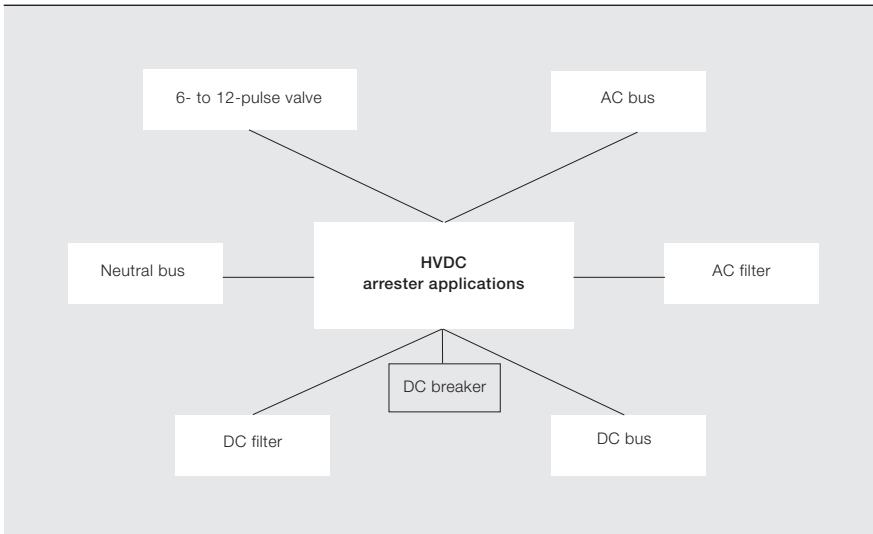 6- to 12-pulse valve
AC bus
HVDC
arrester applications
Neutral bus
AC filter
DC breaker
DC filter
DC bus